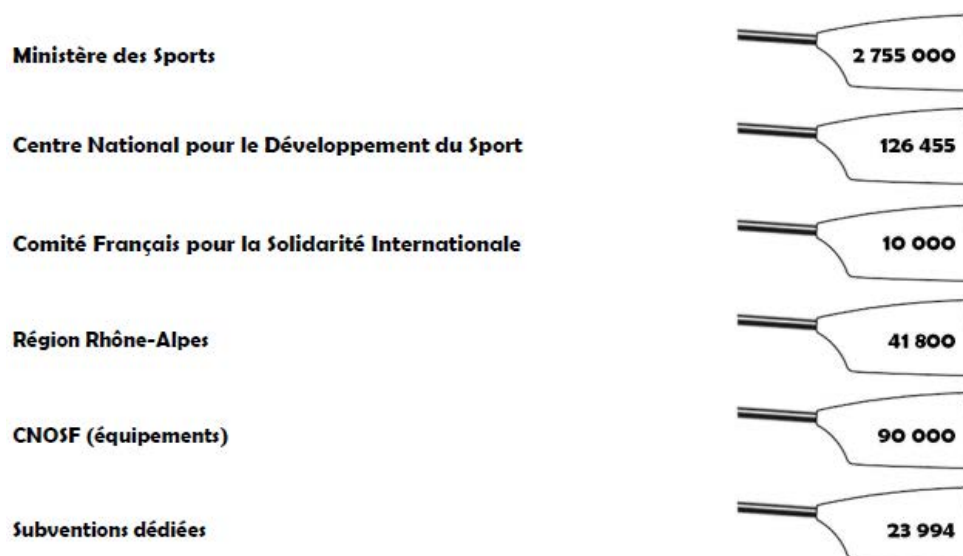 Ministère des Sports 2 755 000
Centre National pour le Développement du Sport 126 455
Comité Français pour la Solidarité Internationale 10 000
Région Rhône-Alpes 41 800
CNOSF (équipements) 90 000
Subventions dédiées 23 994